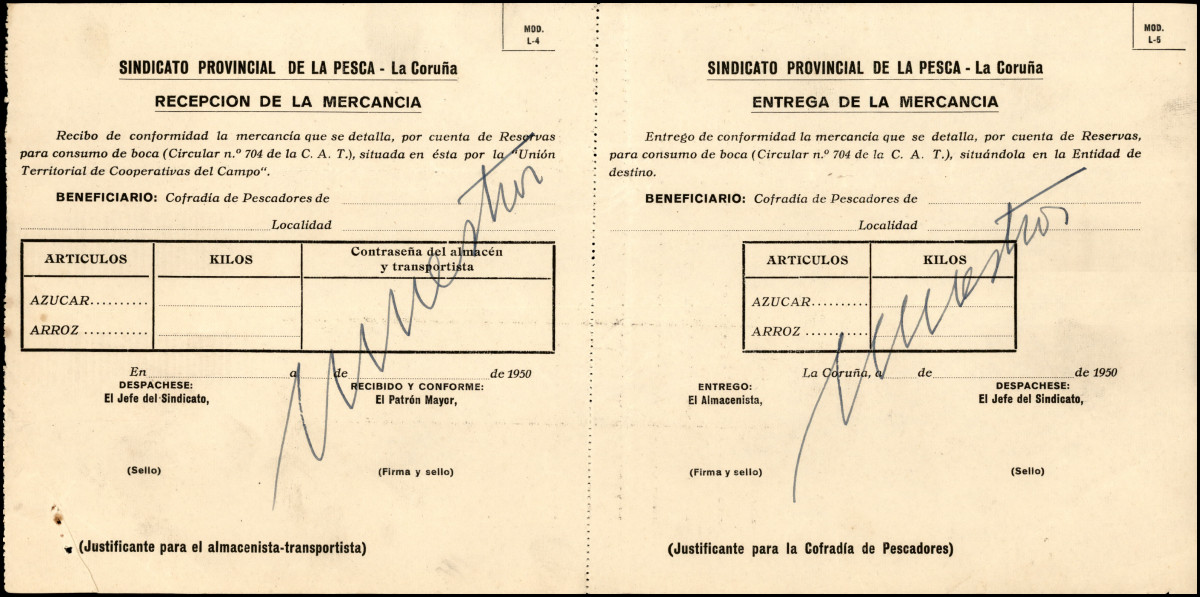 MOD.
L-4
SINDICATO PROVINCIAL DE LA PESCA - La Coruña
RECEPCION DE LA MERCANCIA
Recibo de conformidad la mercancía que se detalla, por cuenta de Reservas
para consumo de boca (Circular n.º 704 de la C. A. T.), situada en ésta por la "Unión
Territorial de Cooperativas del Campo".
BENEFICIARIO: Cofradía de Pescadores de
Localidad
ARTICULOS KILOS Contraseña del almacén
y transportista
AZUCAR..........
ARROZ ..........
En a de de 1950
DESPACHESE: RECIBIDO Y CONFORME:
El Jefe del Sindicato, El Patrón Mayor,
(Sello) (Firma y sello)
(Justificante para el almacenista-transportista)
MOD.
L-5
SINDICATO PROVINCIAL DE LA PESCA - La Coruña
ENTREGA DE LA MERCANCIA
Entrego de conformidad la mercancía que se detalla, por cuenta de Reservas,
para consumo de boca (Circular n.º 704 de la C. A. T.), situándola en la Entidad de
destino.
BENEFICIARIO: Cofradía de Pescadores de
Localidad
ARTICULOS KILOS
AZUCAR..........
ARROZ ..........
La Coruña, a de de 1950
ENTREGO: DESPACHESE:
El Almacenista, El Jefe del Sindicato,
(Firma y sello) (Sello)
(Justificante para la Cofradía de Pescadores)